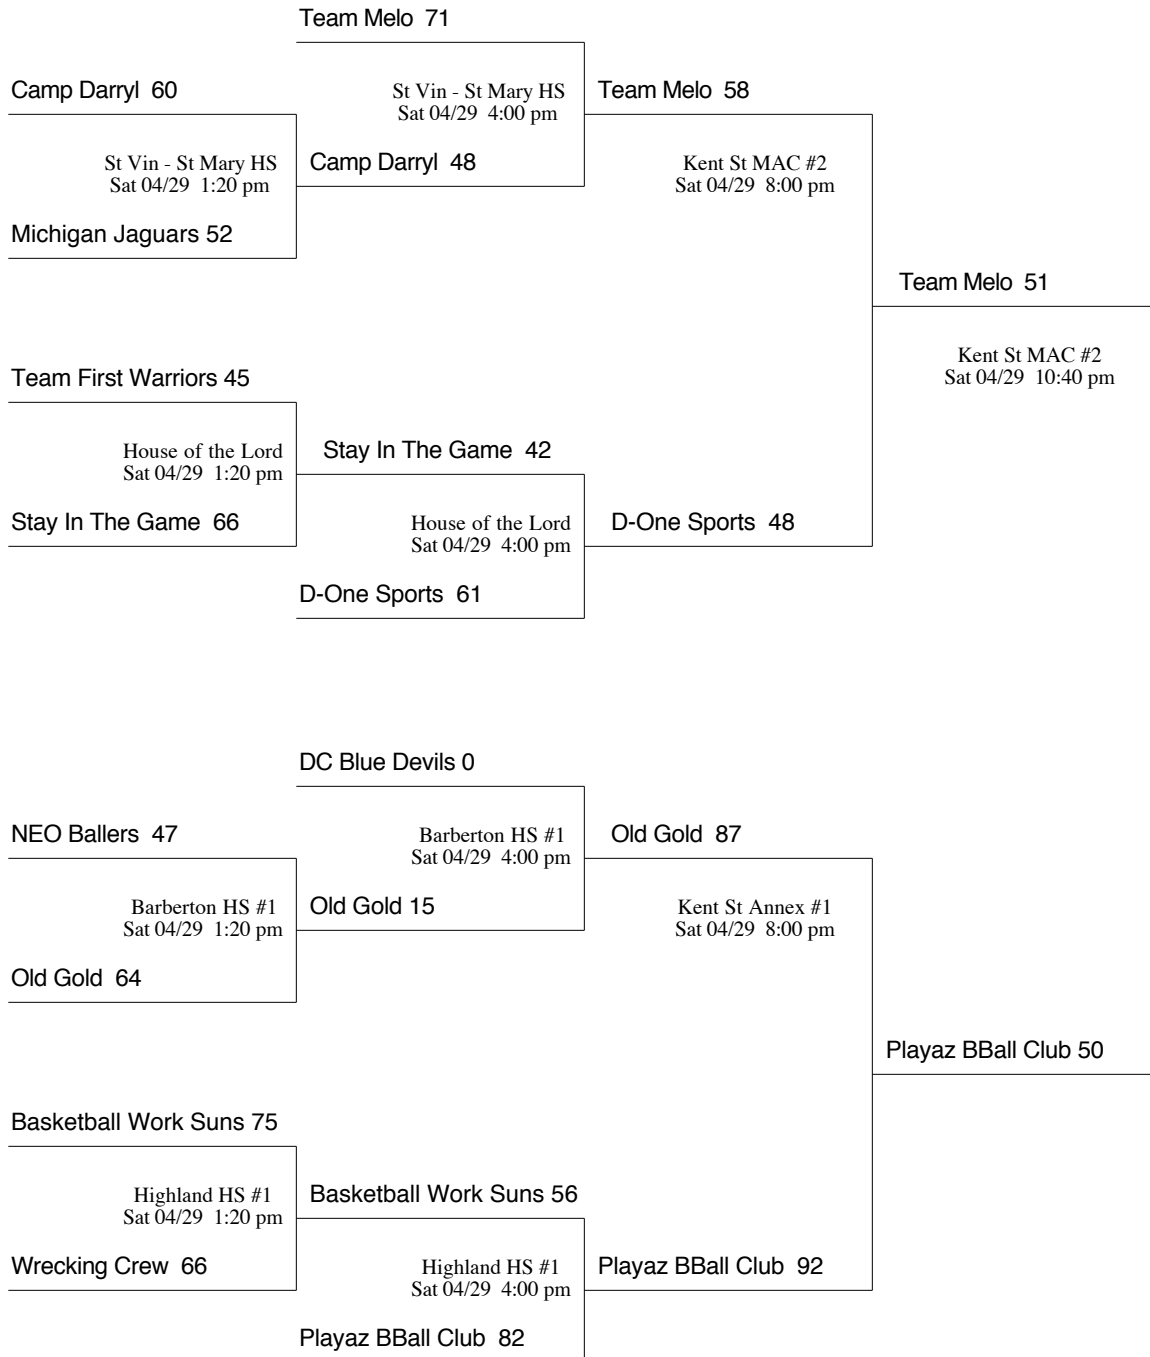 Team Melo  71
Camp Darryl  60
St Vin - St Mary HS
Sat 04/29  4:00 pm
Team Melo  58
St Vin - St Mary HS
Sat 04/29  1:20 pm
Camp Darryl  48
Kent St MAC #2
Sat 04/29  8:00 pm
Michigan Jaguars 52
Team Melo  51
Kent St MAC #2
Sat 04/29  10:40 pm
Team First Warriors 45
House of the Lord
Sat 04/29  1:20 pm
Stay In The Game  42
Stay In The Game  66
House of the Lord
Sat 04/29  4:00 pm
D-One Sports  48
D-One Sports  61
DC Blue Devils 0
NEO Ballers  47
Barberton HS #1
Sat 04/29  4:00 pm
Old Gold  87
Barberton HS #1
Sat 04/29  1:20 pm
Old Gold 15
Kent St Annex #1
Sat 04/29  8:00 pm
Old Gold  64
Playaz BBall Club 50
Basketball Work Suns 75
Highland HS #1
Sat 04/29  1:20 pm
Basketball Work Suns 56
Wrecking Crew  66
Highland HS #1
Sat 04/29  4:00 pm
Playaz BBall Club  92
Playaz BBall Club  82